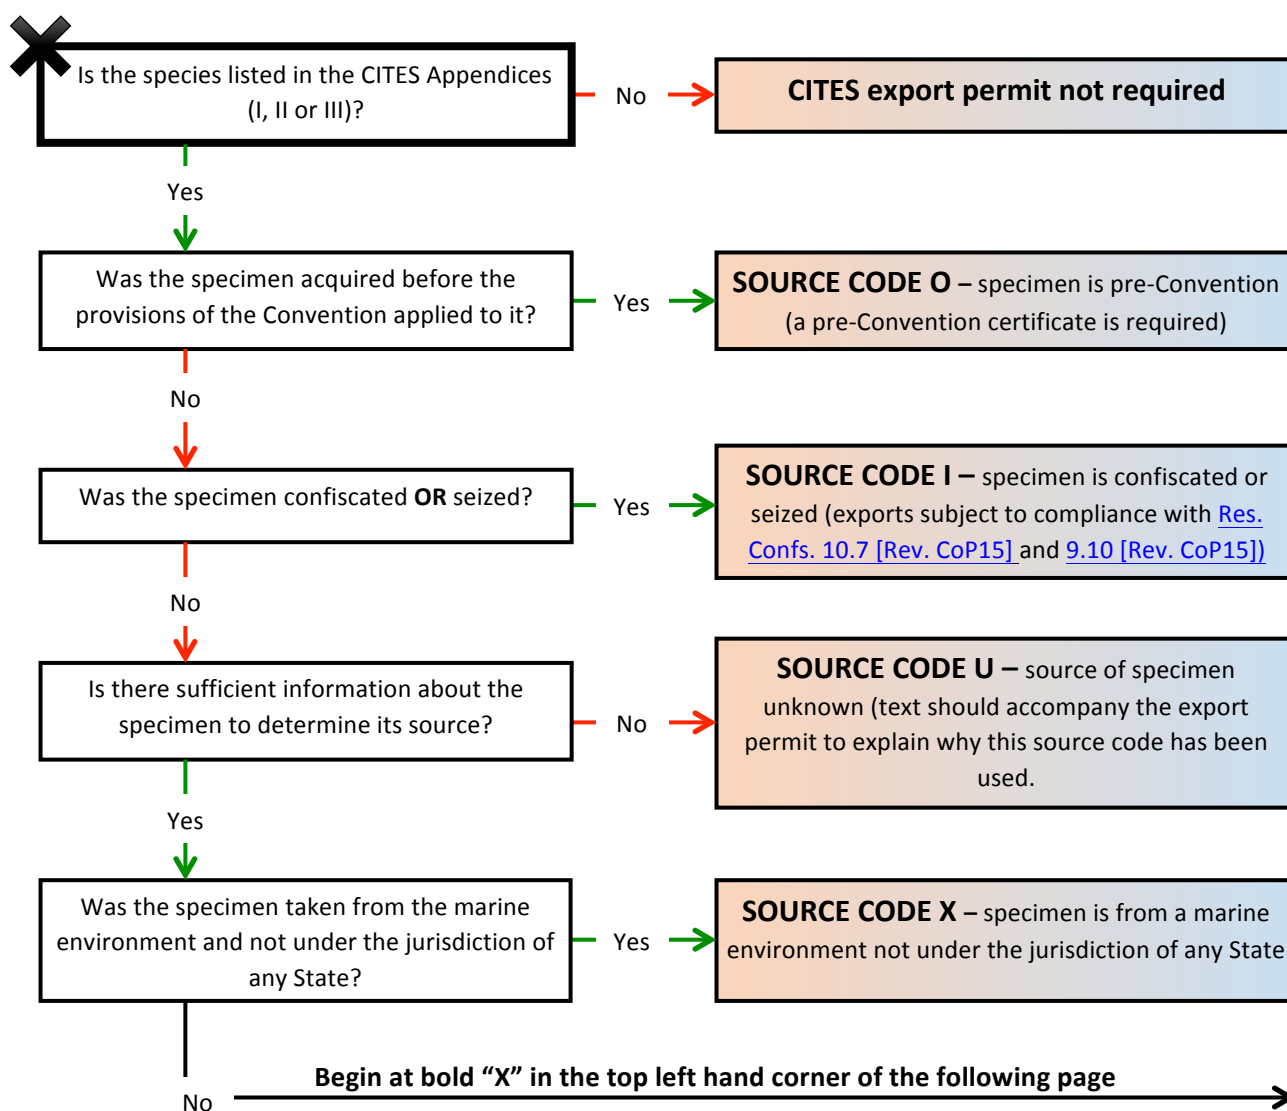 Is the species listed in the CITES Appendices
(I, II or III)?
No
CITES export permit not required
Yes
Was the specimen acquired before the
provisions of the Convention applied to it?
Yes
SOURCE CODE O – specimen is pre-Convention
(a pre-Convention certificate is required)
No
Was the specimen confiscated OR seized?
Yes
SOURCE CODE I – specimen is confiscated or
seized (exports subject to compliance with Res.
Confs. 10.7 [Rev. CoP15] and 9.10 [Rev. CoP15])
No
Is there sufficient information about the
specimen to determine its source?
No
SOURCE CODE U – source of specimen
unknown (text should accompany the export
permit to explain why this source code has been
used.
Yes
Was the specimen taken from the marine
environment and not under the jurisdiction of
any State?
Yes
SOURCE CODE X – specimen is from a marine
environment not under the jurisdiction of any State
Begin at bold “X” in the top left hand corner of the following page
No